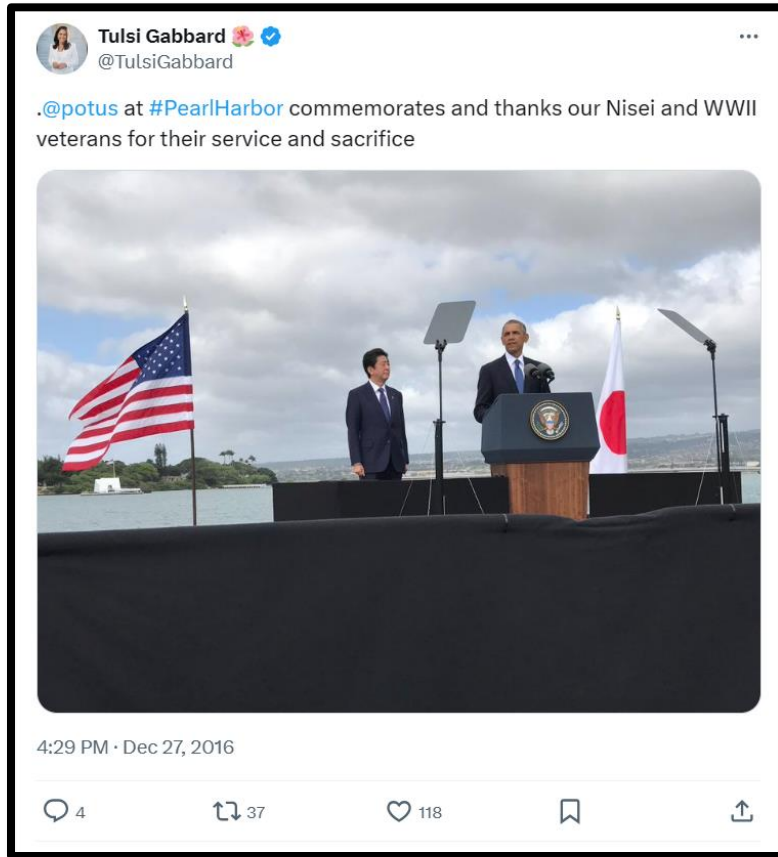 Tulsi Gabbard 🌺
@TulsiGabbard
.@potus at #PearlHarbor commemorates and thanks our Nisei and WWII
veterans for their service and sacrifice
4:29 PM · Dec 27, 2016
4 37 118